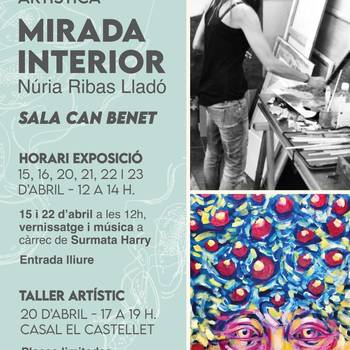 ARTÍSTICA
MIRADA
INTERIOR
Núria Ribas Lladó
SALA CAN BENET
HORARI EXPOSICIÓ
15, 16, 20, 21, 22 I 23
D'ABRIL - 12 A 14 H.
15 i 22 d'abril a les 12h,
vernissatge i música a
càrrec de Surmata Harry
Entrada lliure
TALLER ARTÍSTIC
20 D'ABRIL - 17 A 19 H.
CASAL EL CASTELLET
Places limitades